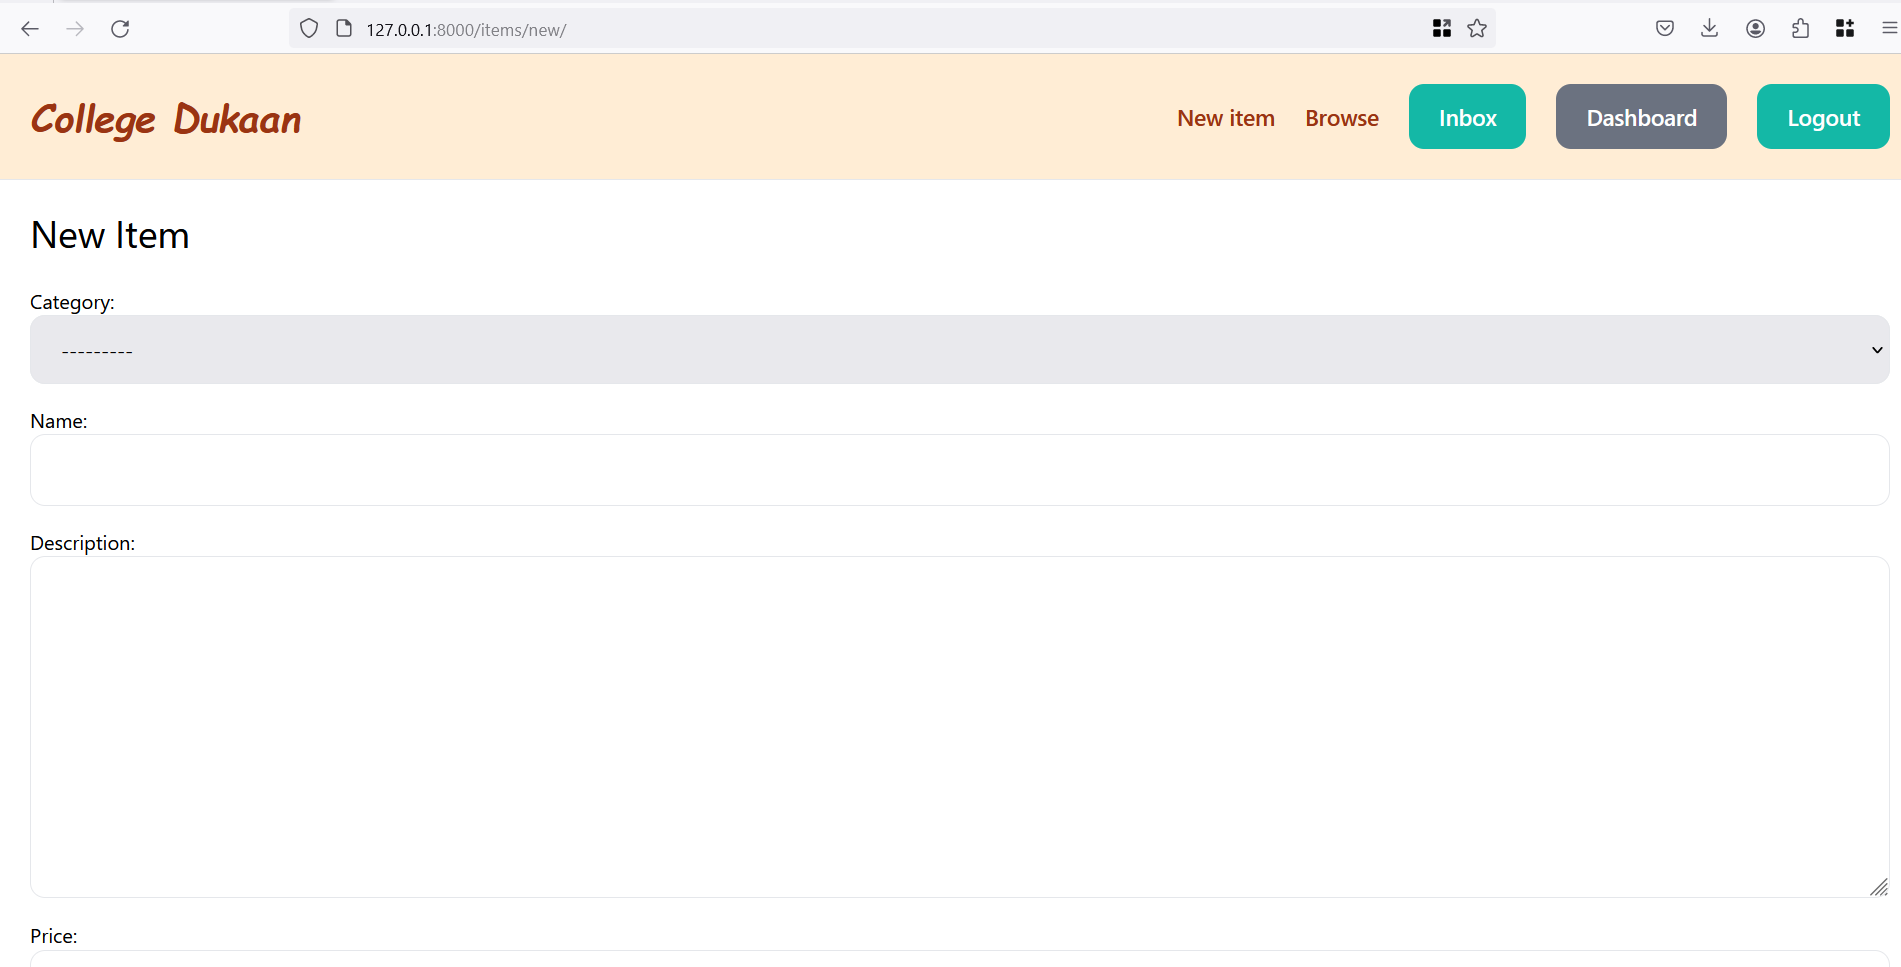 127.0.0.1:8000/items/new/
College Dukaan
New item Browse Inbox Dashboard Logout
New Item
Category:
---------
Name:
Description:
Price: